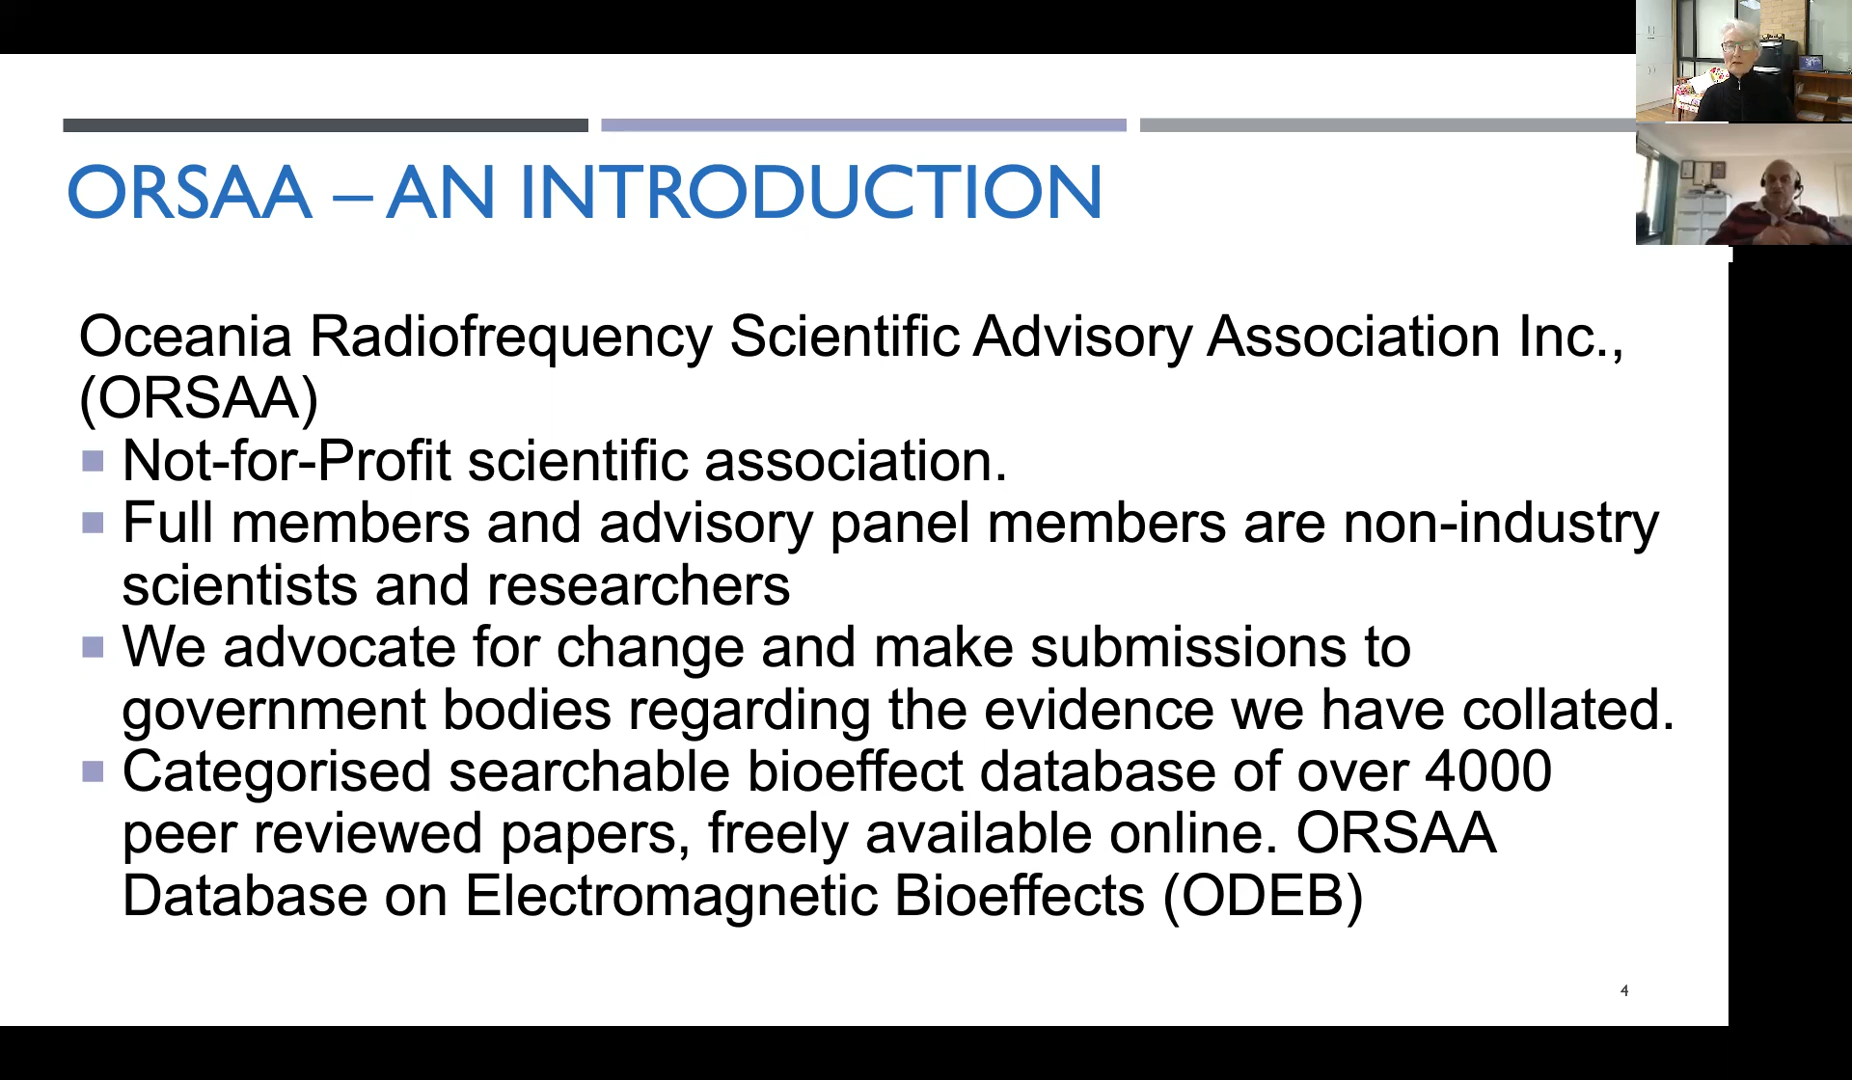 ORSAA – AN INTRODUCTION
Oceania Radiofrequency Scientific Advisory Association Inc.,
(ORSAA)
Not-for-Profit scientific association.
Full members and advisory panel members are non-industry
scientists and researchers
We advocate for change and make submissions to
government bodies regarding the evidence we have collated.
Categorised searchable bioeffect database of over 4000
peer reviewed papers, freely available online. ORSAA
Database on Electromagnetic Bioeffects (ODEB)
4